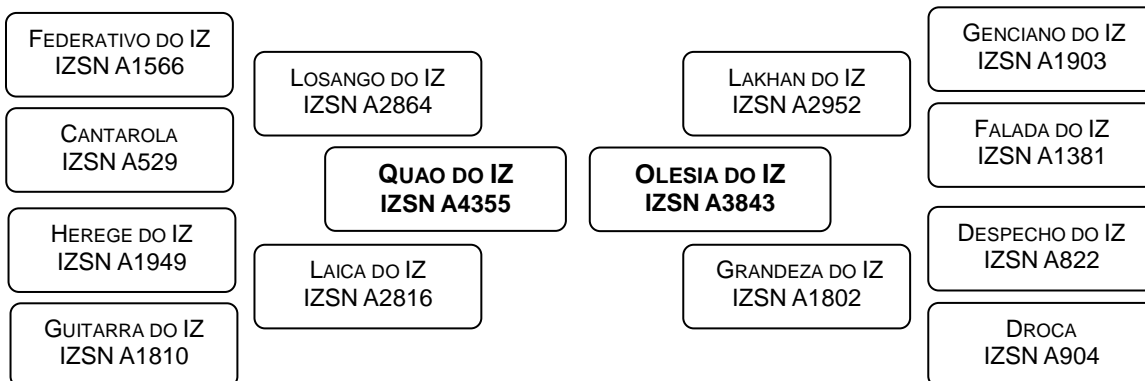 FEDERATIVO DO IZ
IZSN A1566
CANTAROLA
IZSN A529
HEREGE DO IZ
IZSN A1949
GUITARRA DO IZ
IZSN A1810
LOSANGO DO IZ
IZSN A2864
LAICA DO IZ
IZSN A2816
QUAO DO IZ
IZSN A4355
OLESIA DO IZ
IZSN A3843
LAKHAN DO IZ
IZSN A2952
GRANDEZA DO IZ
IZSN A1802
GENCIANO DO IZ
IZSN A1903
FALADA DO IZ
IZSN A1381
DESPECHO DO IZ
IZSN A822
DROCA
IZSN A904